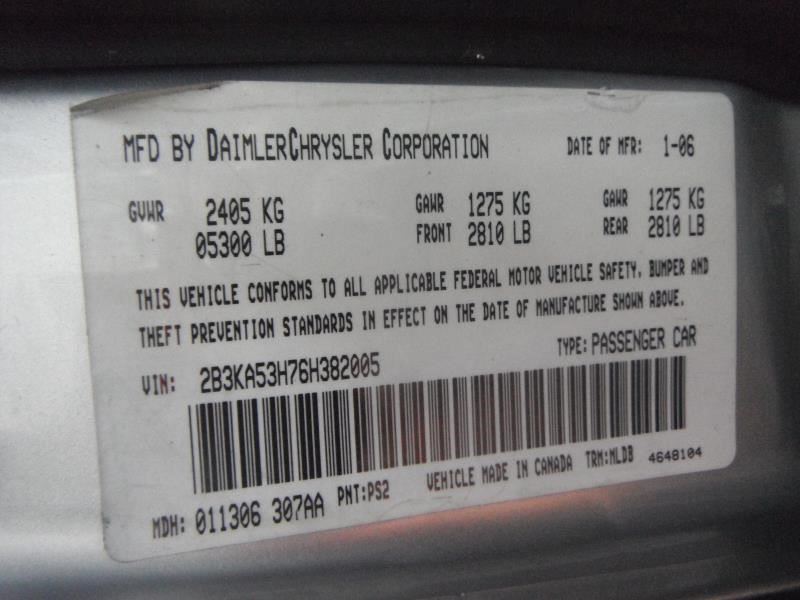 MFD BY DAIMLERCHRYSLER CORPORATION DATE OF MFR: 1-06
GVWR 2405 KG GAWR 1275 KG GAWR 1275 KG
05300 LB FRONT 2810 LB REAR 2810 LB
THIS VEHICLE CONFORMS TO ALL APPLICABLE FEDERAL MOTOR VEHICLE SAFETY, BUMPER AND
THEFT PREVENTION STANDARDS IN EFFECT ON THE DATE OF MANUFACTURE SHOWN ABOVE.
VIN: 2B3KA53H76H382005 TYPE: PASSENGER CAR
MDH: 011306 307AA PNT:PS2 VEHICLE MADE IN CANADA TRM:MLDB 4648104